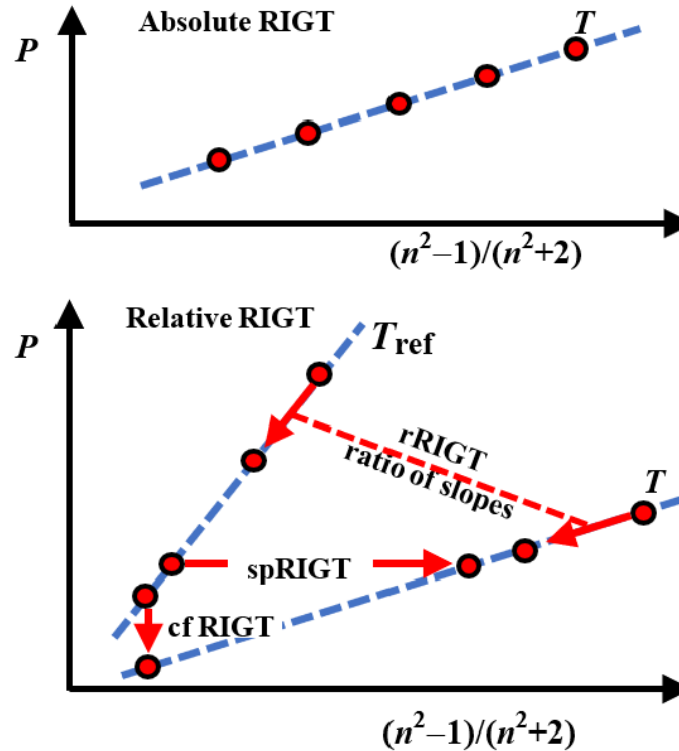 Absolute RIGT
T
P
(n²–1)/(n²+2)
Relative RIGT
P
T_ref
rRIGT
ratio of slopes
T
spRIGT
cf RIGT
(n²–1)/(n²+2)